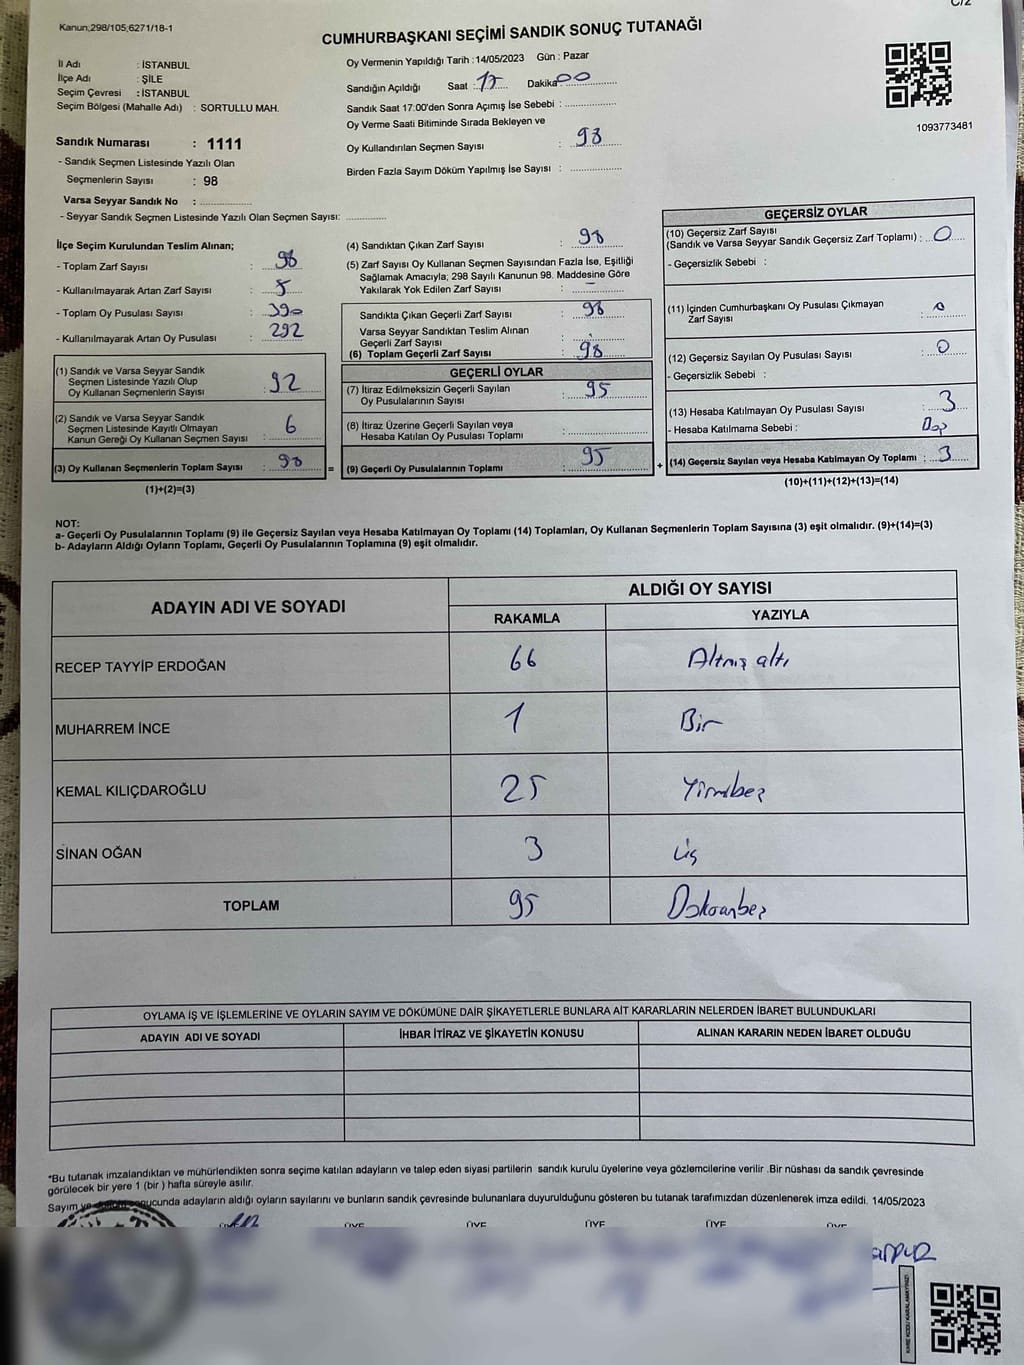 C/2
Kanun;298/105;6271/18-1
CUMHURBAŞKANI SEÇİMİ SANDIK SONUÇ TUTANAĞI
İl Adı : İSTANBUL
İlçe Adı : ŞİLE
Seçim Çevresi : İSTANBUL
Seçim Bölgesi (Mahalle Adı) : SORTULLU MAH.
Sandık Numarası : 1111
- Sandık Seçmen Listesinde Yazılı Olan
Seçmenlerin Sayısı : 98
Varsa Seyyar Sandık No :
- Seyyar Sandık Seçmen Listesinde Yazılı Olan Seçmen Sayısı:
Oy Vermenin Yapıldığı Tarih : 14/05/2023 Gün : Pazar
Sandığın Açıldığı Saat : 17 Dakika 00
Sandık Saat 17:00'den Sonra Açımış İse Sebebi :
Oy Verme Saati Bitiminde Sırada Bekleyen ve
Oy Kullandırılan Seçmen Sayısı : 98
Birden Fazla Sayım Döküm Yapılmış İse Sayısı :
1093773481
İlçe Seçim Kurulundan Teslim Alınan;
- Toplam Zarf Sayısı : 98
- Kullanılmayarak Artan Zarf Sayısı :
- Toplam Oy Pusulası Sayısı : 390
- Kullanılmayarak Artan Oy Pusulası : 292
(1) Sandık ve Varsa Seyyar Sandık
Seçmen Listesinde Yazılı Olup
Oy Kullanan Seçmenlerin Sayısı : 92
(2) Sandık ve Varsa Seyyar Sandık
Seçmen Listesinde Kayıtlı Olmayan
Kanun Gereği Oy Kullanan Seçmen Sayısı : 6
(3) Oy Kullanan Seçmenlerin Toplam Sayısı : 98
(1)+(2)=(3)
=
(4) Sandıktan Çıkan Zarf Sayısı : 98
(5) Zarf Sayısı Oy Kullanan Seçmen Sayısından Fazla İse, Eşitliği
Sağlamak Amacıyla; 298 Sayılı Kanunun 98. Maddesine Göre
Yakılarak Yok Edilen Zarf Sayısı : -
Sandıkta Çıkan Geçerli Zarf Sayısı : 98
Varsa Seyyar Sandıktan Teslim Alınan
Geçerli Zarf Sayısı :
(6) Toplam Geçerli Zarf Sayısı : 98
GEÇERLİ OYLAR
(7) İtiraz Edilmeksizin Geçerli Sayılan
Oy Pusulalarının Sayısı : 95
(8) İtiraz Üzerine Geçerli Sayılan veya
Hesaba Katılan Oy Pusulası Toplamı :
(9) Geçerli Oy Pusulalarının Toplamı : 95
+
GEÇERSİZ OYLAR
(10) Geçersiz Zarf Sayısı
(Sandık ve Varsa Seyyar Sandık Geçersiz Zarf Toplamı) : 0
- Geçersizlik Sebebi :
(11) İçinden Cumhurbaşkanı Oy Pusulası Çıkmayan
Zarf Sayısı : 0
(12) Geçersiz Sayılan Oy Pusulası Sayısı : 0
- Geçersizlik Sebebi :
(13) Hesaba Katılmayan Oy Pusulası Sayısı : 3
- Hesaba Katılmama Sebebi :
(14) Geçersiz Sayılan veya Hesaba Katılmayan Oy Toplamı : 3
(10)+(11)+(12)+(13)=(14)
NOT:
a- Geçerli Oy Pusulalarının Toplamı (9) ile Geçersiz Sayılan veya Hesaba Katılmayan Oy Toplamı (14) Toplamları, Oy Kullanan Seçmenlerin Toplam Sayısına (3) eşit olmalıdır. (9)+(14)=(3)
b- Adayların Aldığı Oyların Toplamı, Geçerli Oy Pusulalarının Toplamına (9) eşit olmalıdır.
ADAYIN ADI VE SOYADI
ALDIĞI OY SAYISI
RAKAMLA YAZIYLA
RECEP TAYYİP ERDOĞAN 66 Altmış altı
MUHARREM İNCE 1 Bir
KEMAL KILIÇDAROĞLU 25 Yirmibeş
SİNAN OĞAN 3 üç
TOPLAM 95 Doksanbeş
OYLAMA İŞ VE İŞLEMLERİNE VE OYLARIN SAYIM VE DÖKÜMÜNE DAİR ŞİKAYETLERLE BUNLARA AİT KARARLARIN NELERDEN İBARET BULUNDUKLARI
ADAYIN ADI VE SOYADI İHBAR İTİRAZ VE ŞİKAYETİN KONUSU ALINAN KARARIN NEDEN İBARET OLDUĞU
*Bu tutanak imzalandıktan ve mühürlendikten sonra seçime katılan adayların ve talep eden siyasi partilerin sandık kurulu üyelerine veya gözlemcilerine verilir .Bir nüshası da sandık çevresinde
görülecek bir yere 1 (bir ) hafta süreyle asılır.
Sayım ve ucunda adayların aldığı oyların sayılarını ve bunların sandık çevresinde bulunanlara duyurulduğunu gösteren bu tutanak tarafımızdan düzenlenerek imza edildi. 14/05/2023
ÜYE ÜYE ÜYE ÜYE ÜYE
KARE KODU KARALAMAYINIZ!